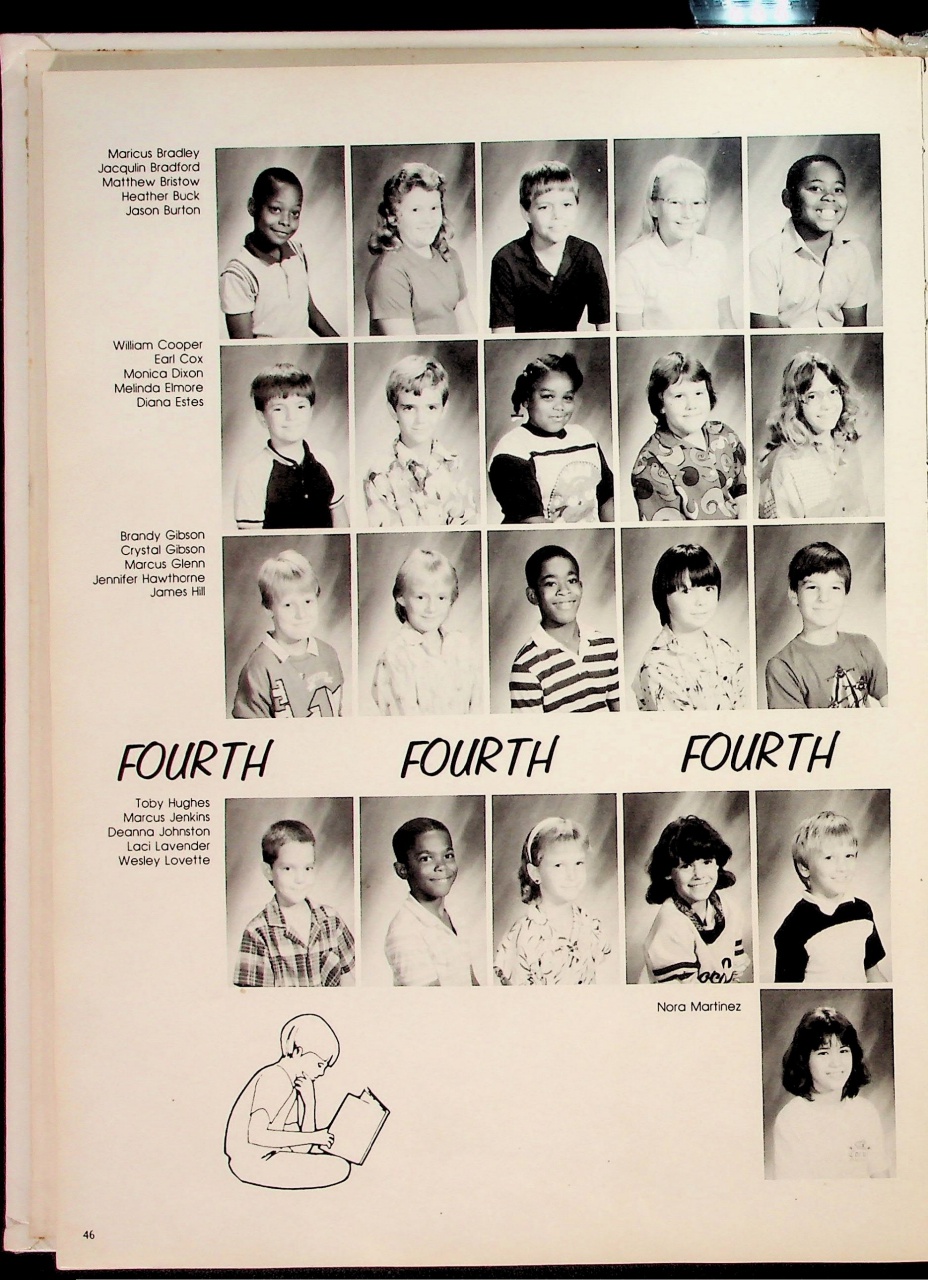 Maricus Bradley
Jacqulin Bradford
Matthew Bristow
Heather Buck
Jason Burton
William Cooper
Earl Cox
Monica Dixon
Melinda Elmore
Diana Estes
Brandy Gibson
Crystal Gibson
Marcus Glenn
Jennifer Hawthorne
James Hill
FOURTH FOURTH FOURTH
Toby Hughes
Marcus Jenkins
Deanna Johnston
Laci Lavender
Wesley Lovette
Nora Martinez
46